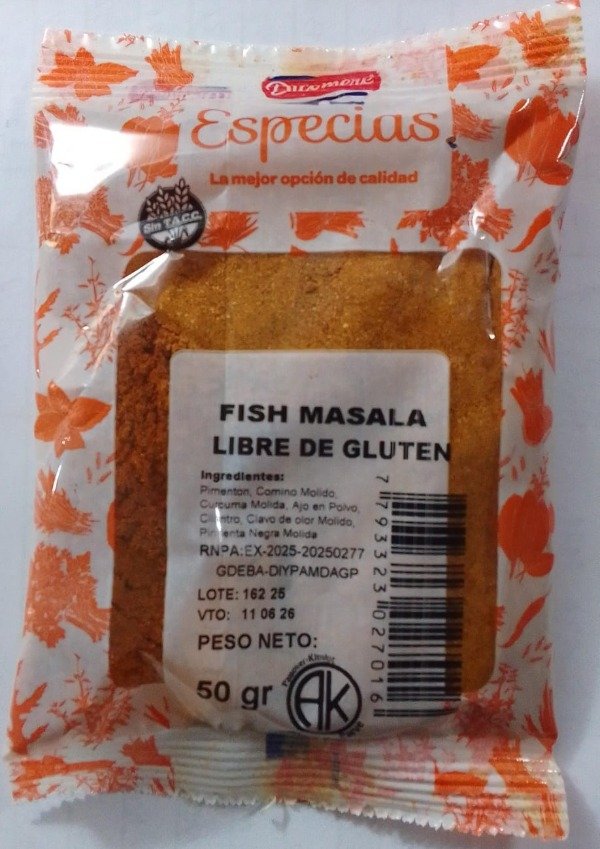 Dicomere
Especias
La mejor opción de calidad
Sin T.A.C.C.
FISH MASALA
LIBRE DE GLUTEN
Ingredientes:
Pimenton, Comino Molido,
Curcuma Molida, Ajo en Polvo,
Cilantro, Clavo de olor Molido,
Pimienta Negra Molida
RNPA:EX-2025-20250277
GDEBA-DIYPAMDAGP
LOTE: 162 25
VTO: 11 06 26
PESO NETO:
50 gr
AK
7 793323 027016